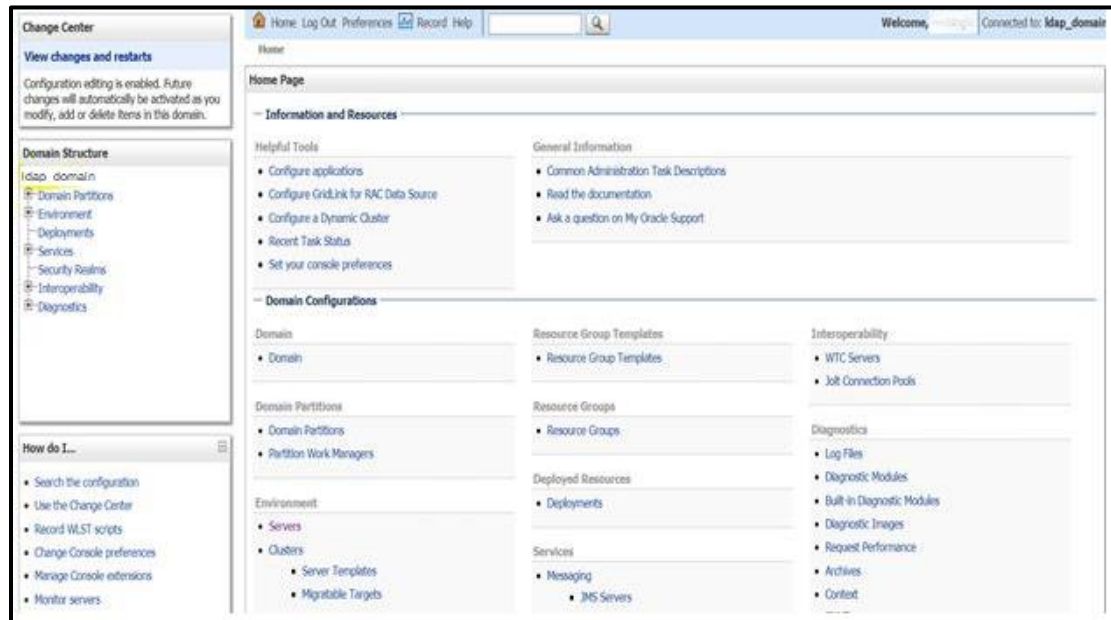 Change Center
View changes and restarts
Configuration editing is enabled. Future
changes will automatically be activated as you
modify, add or delete items in this domain.
Domain Structure
ldap_domain
Domain Partitions
Environment
Deployments
Services
Security Realms
Interoperability
Diagnostics
How do I...
Search the configuration
Use the Change Center
Record WLST scripts
Change Console preferences
Manage Console extensions
Monitor servers
Home Log Out Preferences Record Help
Welcome,
Connected to: ldap_domain
Home
Home Page
Information and Resources
Helpful Tools
Configure applications
Configure GridLink for RAC Data Source
Configure a Dynamic Cluster
Recent Task Status
Set your console preferences
General Information
Common Administration Task Descriptions
Read the documentation
Ask a question on My Oracle Support
Domain Configurations
Domain
Domain
Domain Partitions
Domain Partitions
Partition Work Managers
Environment
Servers
Clusters
Server Templates
Migratable Targets
Resource Group Templates
Resource Group Templates
Resource Groups
Resource Groups
Deployed Resources
Deployments
Services
Messaging
JMS Servers
Interoperability
WTC Servers
Jolt Connection Pools
Diagnostics
Log Files
Diagnostic Modules
Built-in Diagnostic Modules
Diagnostic Images
Request Performance
Archives
Context